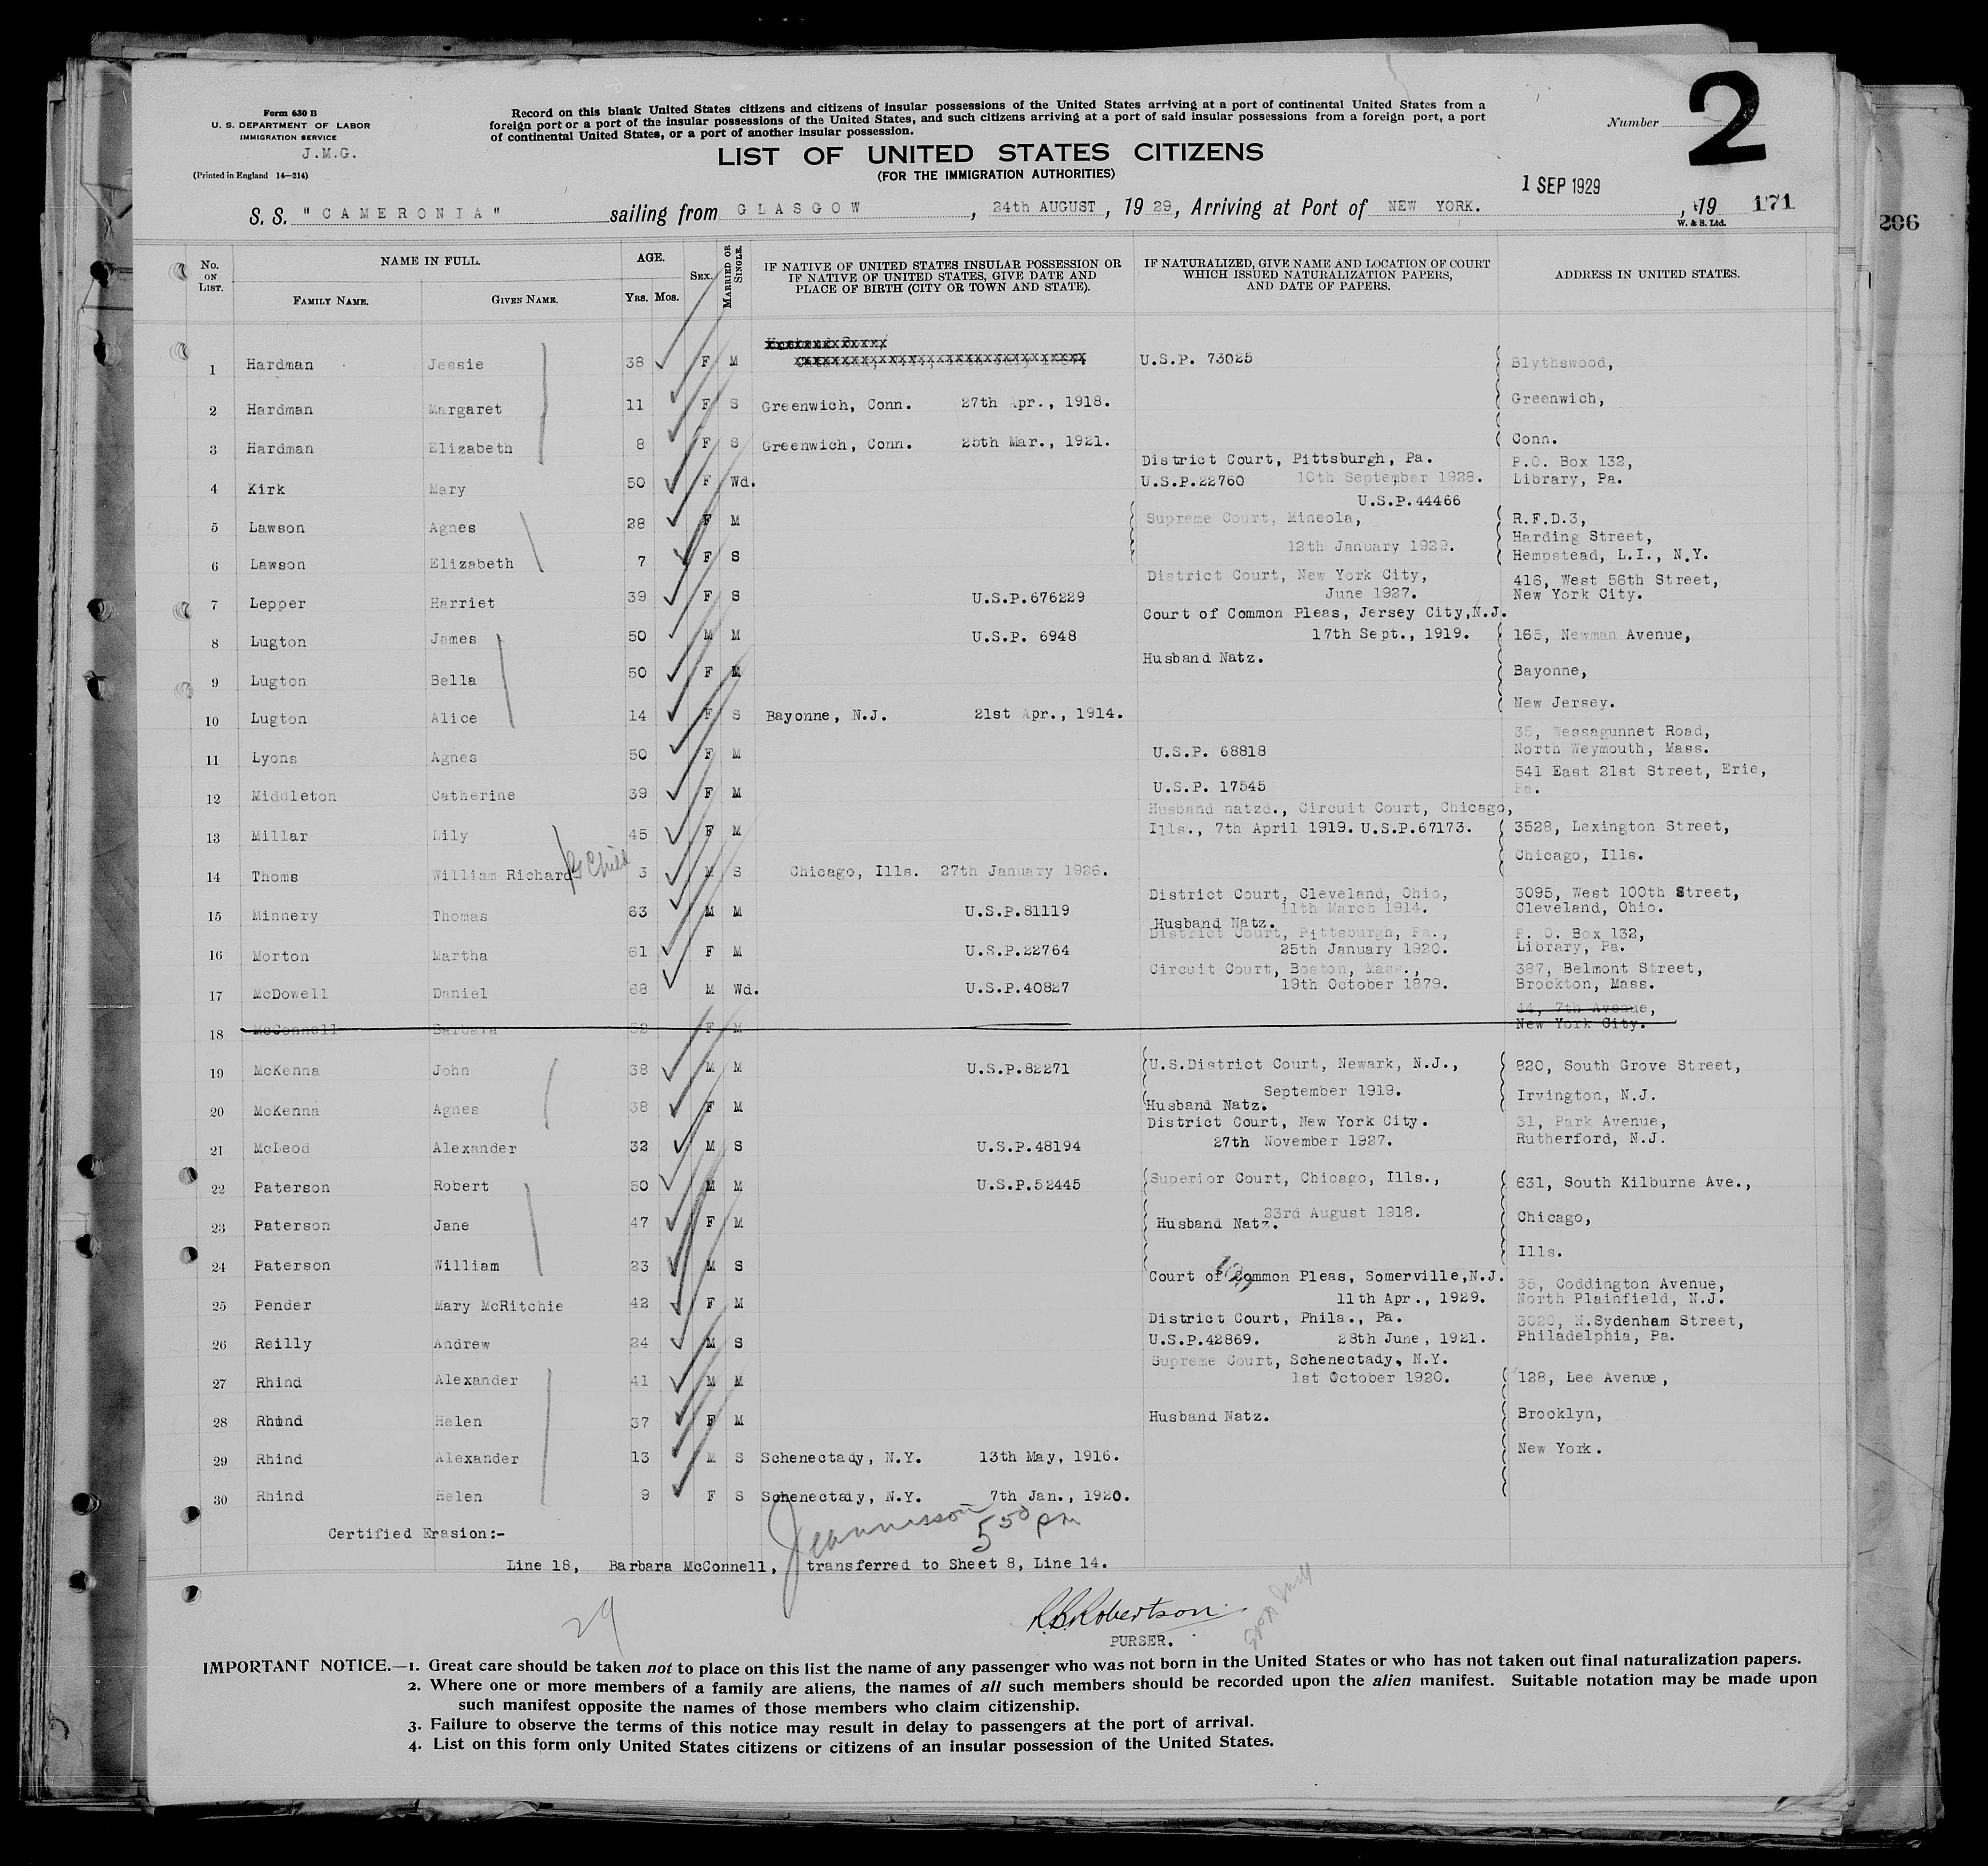 Form 630 B
U. S. DEPARTMENT OF LABOR
IMMIGRATION SERVICE
J.M.G.
(Printed in England 14—214)
Record on this blank United States citizens and citizens of insular possessions of the United States arriving at a port of continental United States from a
foreign port or a port of the insular possessions of the United States, and such citizens arriving at a port of said insular possessions from a foreign port, a port
of continental United States, or a port of another insular possession.
Number 2
LIST OF UNITED STATES CITIZENS
(FOR THE IMMIGRATION AUTHORITIES)
1 SEP 1929
S. S. "CAMERONIA" sailing from GLASGOW, 24th AUGUST, 1929, Arriving at Port of NEW YORK. , 19 171
W. & S. Ltd.
206
No. ON LIST. NAME IN FULL. AGE. SEX. MARRIED OR SINGLE. IF NATIVE OF UNITED STATES INSULAR POSSESSION OR IF NATIVE OF UNITED STATES, GIVE DATE AND PLACE OF BIRTH (CITY OR TOWN AND STATE). IF NATURALIZED, GIVE NAME AND LOCATION OF COURT WHICH ISSUED NATURALIZATION PAPERS, AND DATE OF PAPERS. ADDRESS IN UNITED STATES.
FAMILY NAME. GIVEN NAME. YRS. MOS.
1 Hardman Jessie 38 F M U.S.P. 73025 Blythswood,
2 Hardman Margaret 11 F S Greenwich, Conn. 27th Apr., 1918. Greenwich,
3 Hardman Elizabeth 8 F S Greenwich, Conn. 25th Mar., 1921. Conn.
District Court, Pittsburgh, Pa. P.O. Box 132,
4 Kirk Mary 50 F Wd. U.S.P.22760 10th September 1928. Library, Pa.
U.S.P.44466
5 Lawson Agnes 28 F M Supreme Court, Mineola, R.F.D.3,
Harding Street,
6 Lawson Elizabeth 7 F S 12th January 1929. Hempstead, L.I., N.Y.
District Court, New York City, 416, West 56th Street,
7 Lepper Harriet 39 F S U.S.P.676229 June 1927. New York City.
Court of Common Pleas, Jersey City,N.J.
8 Lugton James 50 M M U.S.P. 6948 17th Sept., 1919. 165, Newman Avenue,
9 Lugton Bella 50 F M Husband Natz. Bayonne,
10 Lugton Alice 14 F S Bayonne, N.J. 21st Apr., 1914. New Jersey.
35, Wessagunnet Road,
11 Lyons Agnes 50 F M U.S.P. 68818 North Weymouth, Mass.
541 East 21st Street, Erie,
12 Middleton Catherine 39 F M U.S.P. 17545 Pa.
Husband natzd., Circuit Court, Chicago,
13 Millar Lily 45 F M Ills., 7th April 1919. U.S.P.67173. 3528, Lexington Street,
Chicago, Ills.
14 Thoms William Richard G Child 3 M S Chicago, Ills. 27th January 1926.
District Court, Cleveland, Ohio, 3095, West 100th Street,
15 Minnery Thomas 63 M M U.S.P.81119 11th March 1914. Cleveland, Ohio.
Husband Natz.
District Court, Pittsburgh, Pa., P. O. Box 132,
16 Morton Martha 61 F M U.S.P.22764 25th January 1920. Library, Pa.
Circuit Court, Boston, Mass., 387, Belmont Street,
17 McDowell Daniel 68 M Wd. U.S.P.40827 19th October 1879. Brockton, Mass.
44, 7th Avenue,
18 McConnell Barbara 52 F M New York City.
19 McKenna John 38 M M U.S.P.82271 U.S.District Court, Newark, N.J., 820, South Grove Street,
September 1919.
20 McKenna Agnes 38 F M Husband Natz. Irvington, N.J.
District Court, New York City. 31, Park Avenue,
21 McLeod Alexander 32 M S U.S.P.48194 27th November 1927. Rutherford, N.J.
22 Paterson Robert 50 M M U.S.P.52445 Superior Court, Chicago, Ills., 631, South Kilburne Ave.,
23rd August 1918.
23 Paterson Jane 47 F M Husband Natz. Chicago,
24 Paterson William 23 M S Ills.
Court of Common Pleas, Somerville,N.J. 35, Coddington Avenue,
25 Pender Mary McRitchie 42 F M 11th Apr., 1929. North Plainfield, N.J.
District Court, Phila., Pa. 3020, N.Sydenham Street,
26 Reilly Andrew 24 M S U.S.P.42869. 28th June, 1921. Philadelphia, Pa.
Supreme Court, Schenectady, N.Y.
27 Rhind Alexander 41 M M 1st October 1920. 128, Lee Avenue,
28 Rhind Helen 37 F M Husband Natz. Brooklyn,
29 Rhind Alexander 13 M S Schenectady, N.Y. 13th May, 1916. New York.
30 Rhind Helen 9 F S Schenectady, N.Y. 7th Jan., 1920.
550 pm
Certified Erasion:-
Line 18, Barbara McConnell, transferred to Sheet 8, Line 14.
29
R.B.Robertson
PURSER.
IMPORTANT NOTICE.—1. Great care should be taken not to place on this list the name of any passenger who was not born in the United States or who has not taken out final naturalization papers.
2. Where one or more members of a family are aliens, the names of all such members should be recorded upon the alien manifest. Suitable notation may be made upon
such manifest opposite the names of those members who claim citizenship.
3. Failure to observe the terms of this notice may result in delay to passengers at the port of arrival.
4. List on this form only United States citizens or citizens of an insular possession of the United States.